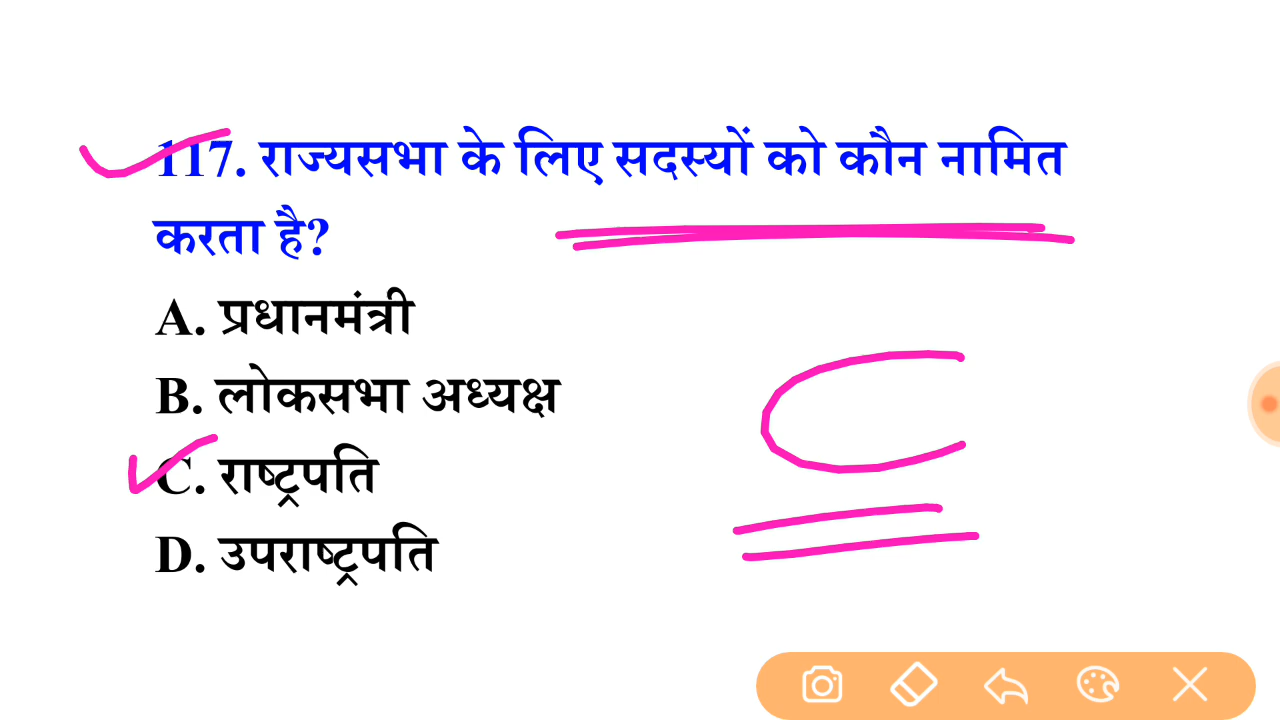 117. राज्यसभा के लिए सदस्यों को कौन नामित
करता है?
A. प्रधानमंत्री
B. लोकसभा अध्यक्ष
C. राष्ट्रपति
C
D. उपराष्ट्रपति